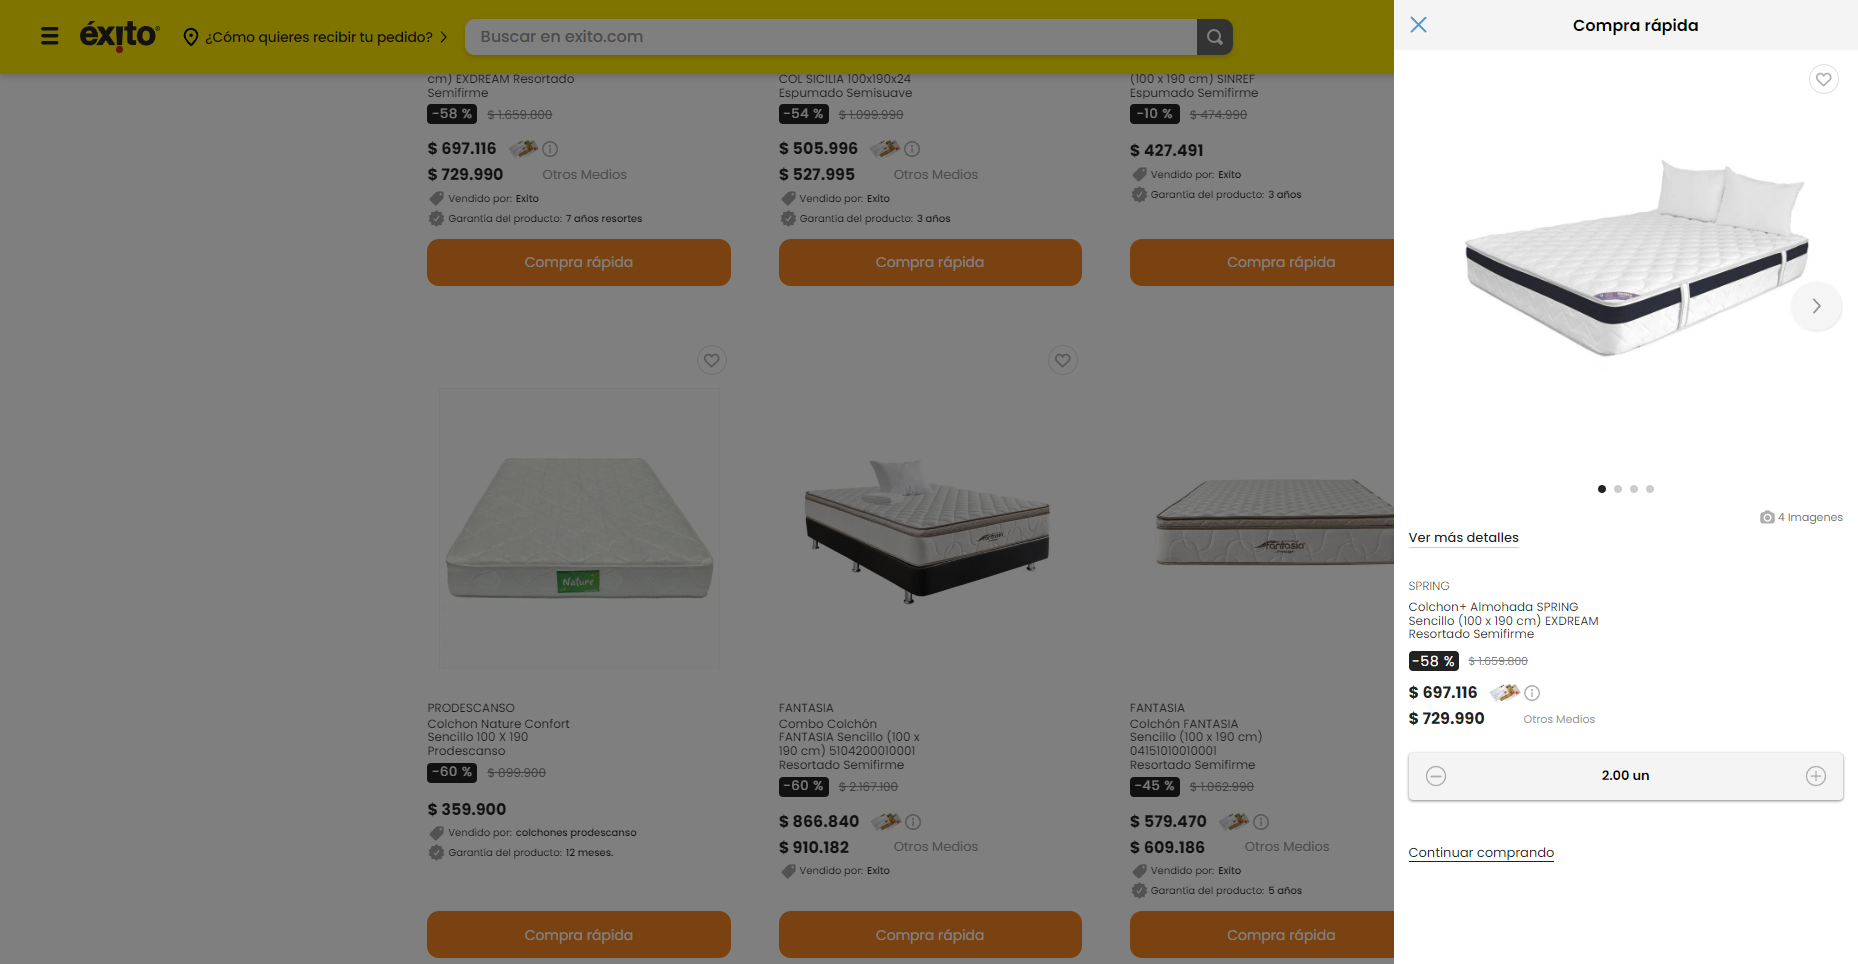 éxito
¿Cómo quieres recibir tu pedido?
Buscar en exito.com
cm) EXDREAM Resortado
Semifirme
-58 % $ 1.659.800
$ 697.116
$ 729.990 Otros Medios
Vendido por: Exito
Garantía del producto: 7 años resortes
Compra rápida
COL SICILIA 100x190x24
Espumado Semisuave
-54 % $ 1.099.990
$ 505.996
$ 527.995 Otros Medios
Vendido por: Exito
Garantía del producto: 3 años
Compra rápida
(100 x 190 cm) SINREF
Espumado Semifirme
-10 % $ 474.990
$ 427.491
Vendido por: Exito
Garantía del producto: 3 años
Compra rápida
Nature
PRODESCANSO
Colchon Nature Confort
Sencillo 100 X 190
Prodescanso
-60 % $ 899.900
$ 359.900
Vendido por: colchones prodescanso
Garantía del producto: 12 meses.
Compra rápida
fantasia
FANTASIA
Combo Colchón
FANTASIA Sencillo (100 x
190 cm) 5104200010001
Resortado Semifirme
-60 % $ 2.167.100
$ 866.840
$ 910.182 Otros Medios
Vendido por: Exito
Compra rápida
fantasia
FANTASIA
Colchón FANTASIA
Sencillo (100 x 190 cm)
04151010010001
Resortado Semifirme
-45 % $ 1.062.990
$ 579.470
$ 609.186 Otros Medios
Vendido por: Exito
Garantía del producto: 5 años
Compra rápida
Compra rápida
4 Imagenes
Ver más detalles
SPRING
Colchon+ Almohada SPRING
Sencillo (100 x 190 cm) EXDREAM
Resortado Semifirme
-58 % $ 1.659.800
$ 697.116
$ 729.990 Otros Medios
2.00 un
Continuar comprando